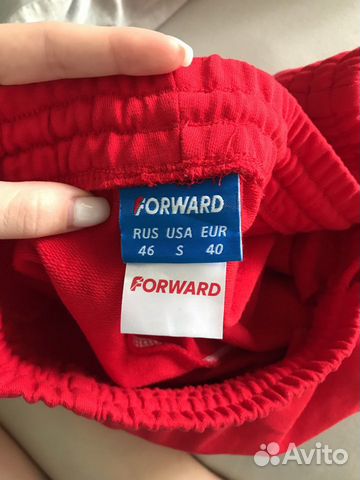 FORWARD
RUS USA EUR
46 S 40
FORWARD
Avito